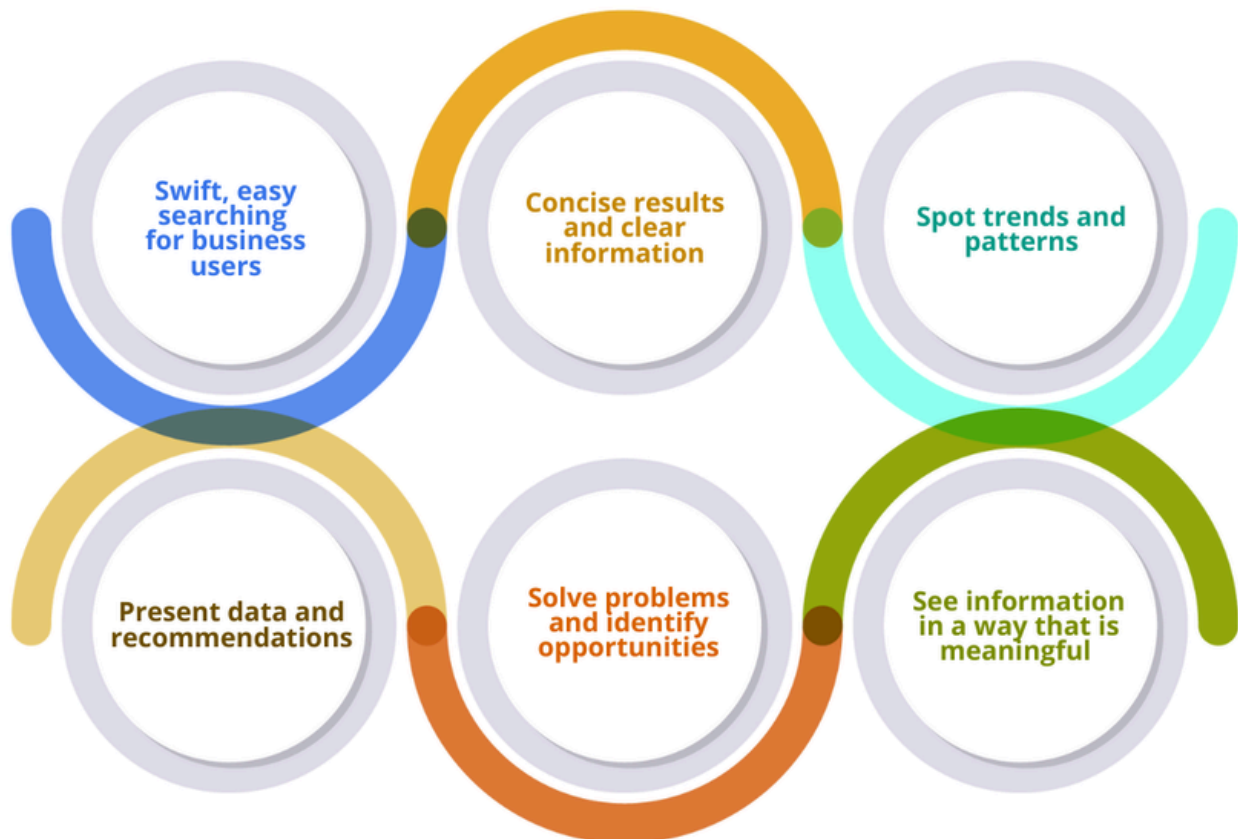 Swift, easy
searching
for business
users
Concise results
and clear
information
Spot trends and
patterns
Present data and
recommendations
Solve problems
and identify
opportunities
See information
in a way that is
meaningful